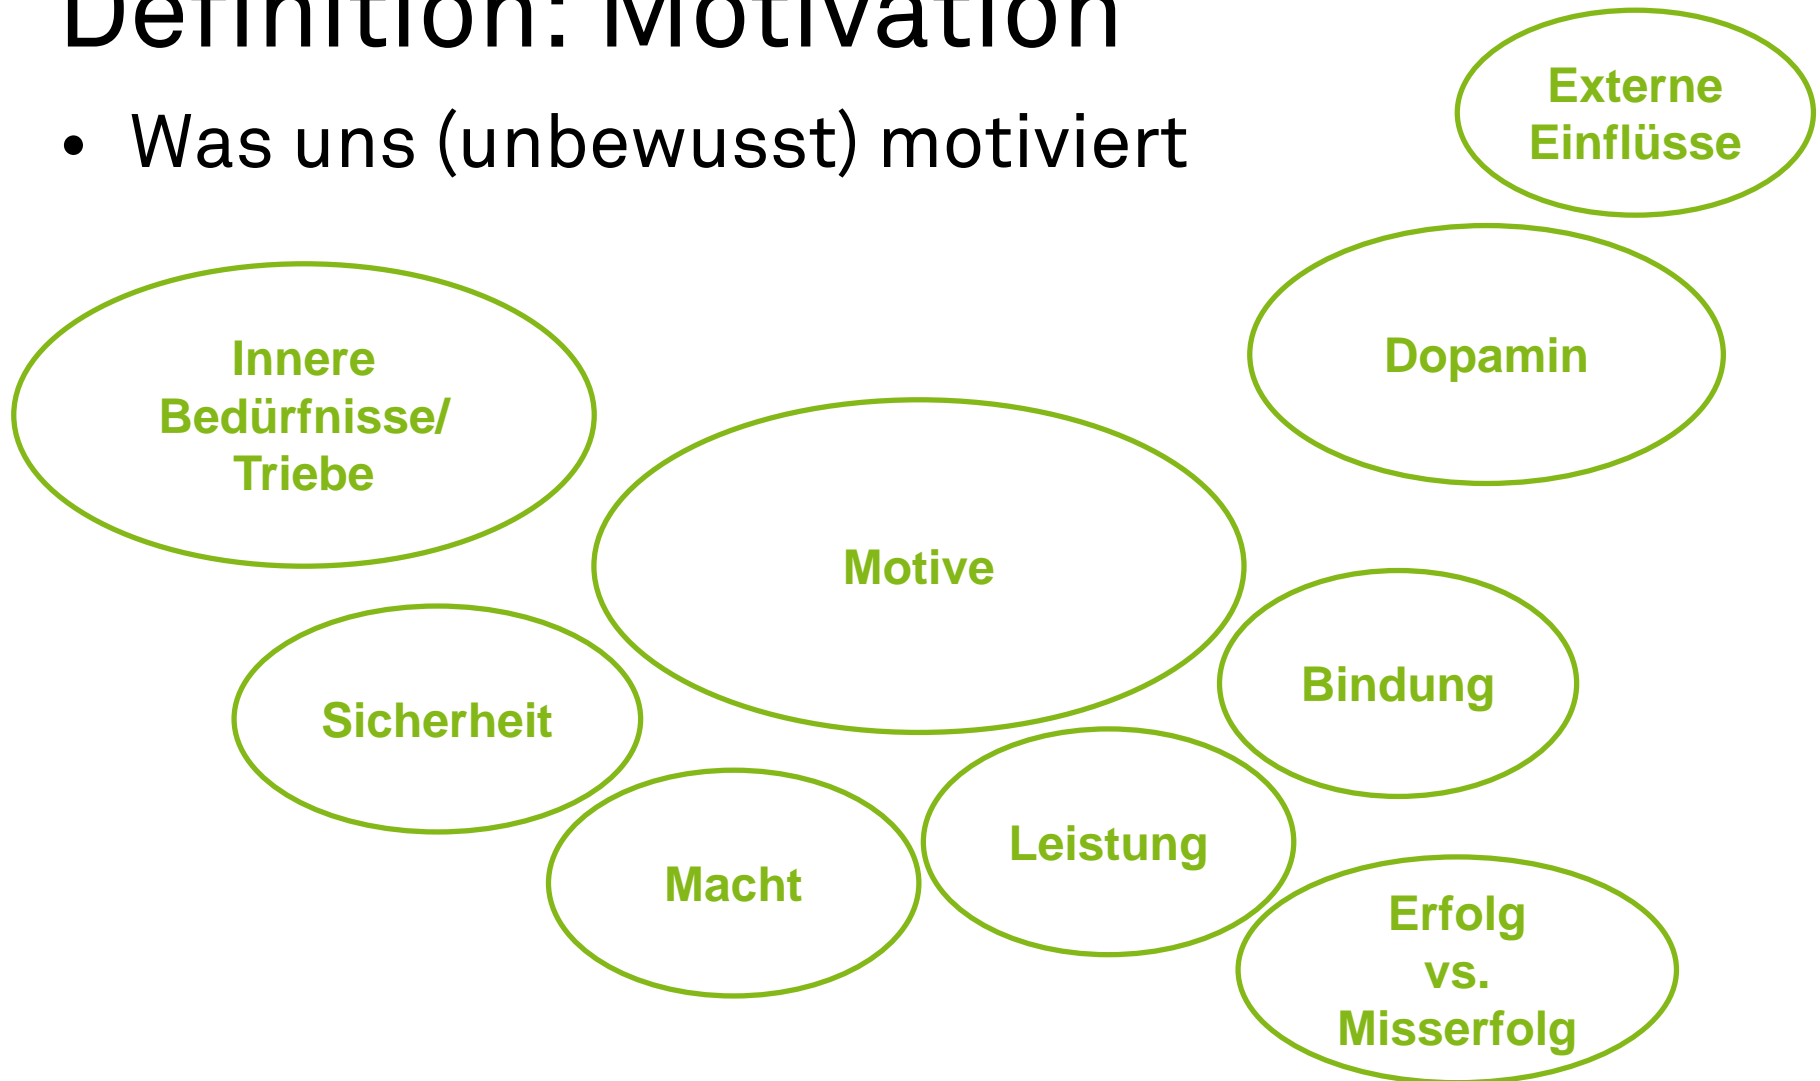 Definition: Motivation
• Was uns (unbewusst) motiviert
Externe
Einflüsse
Dopamin
Innere
Bedürfnisse/
Triebe
Motive
Bindung
Sicherheit
Leistung
Macht
Erfolg
vs.
Misserfolg